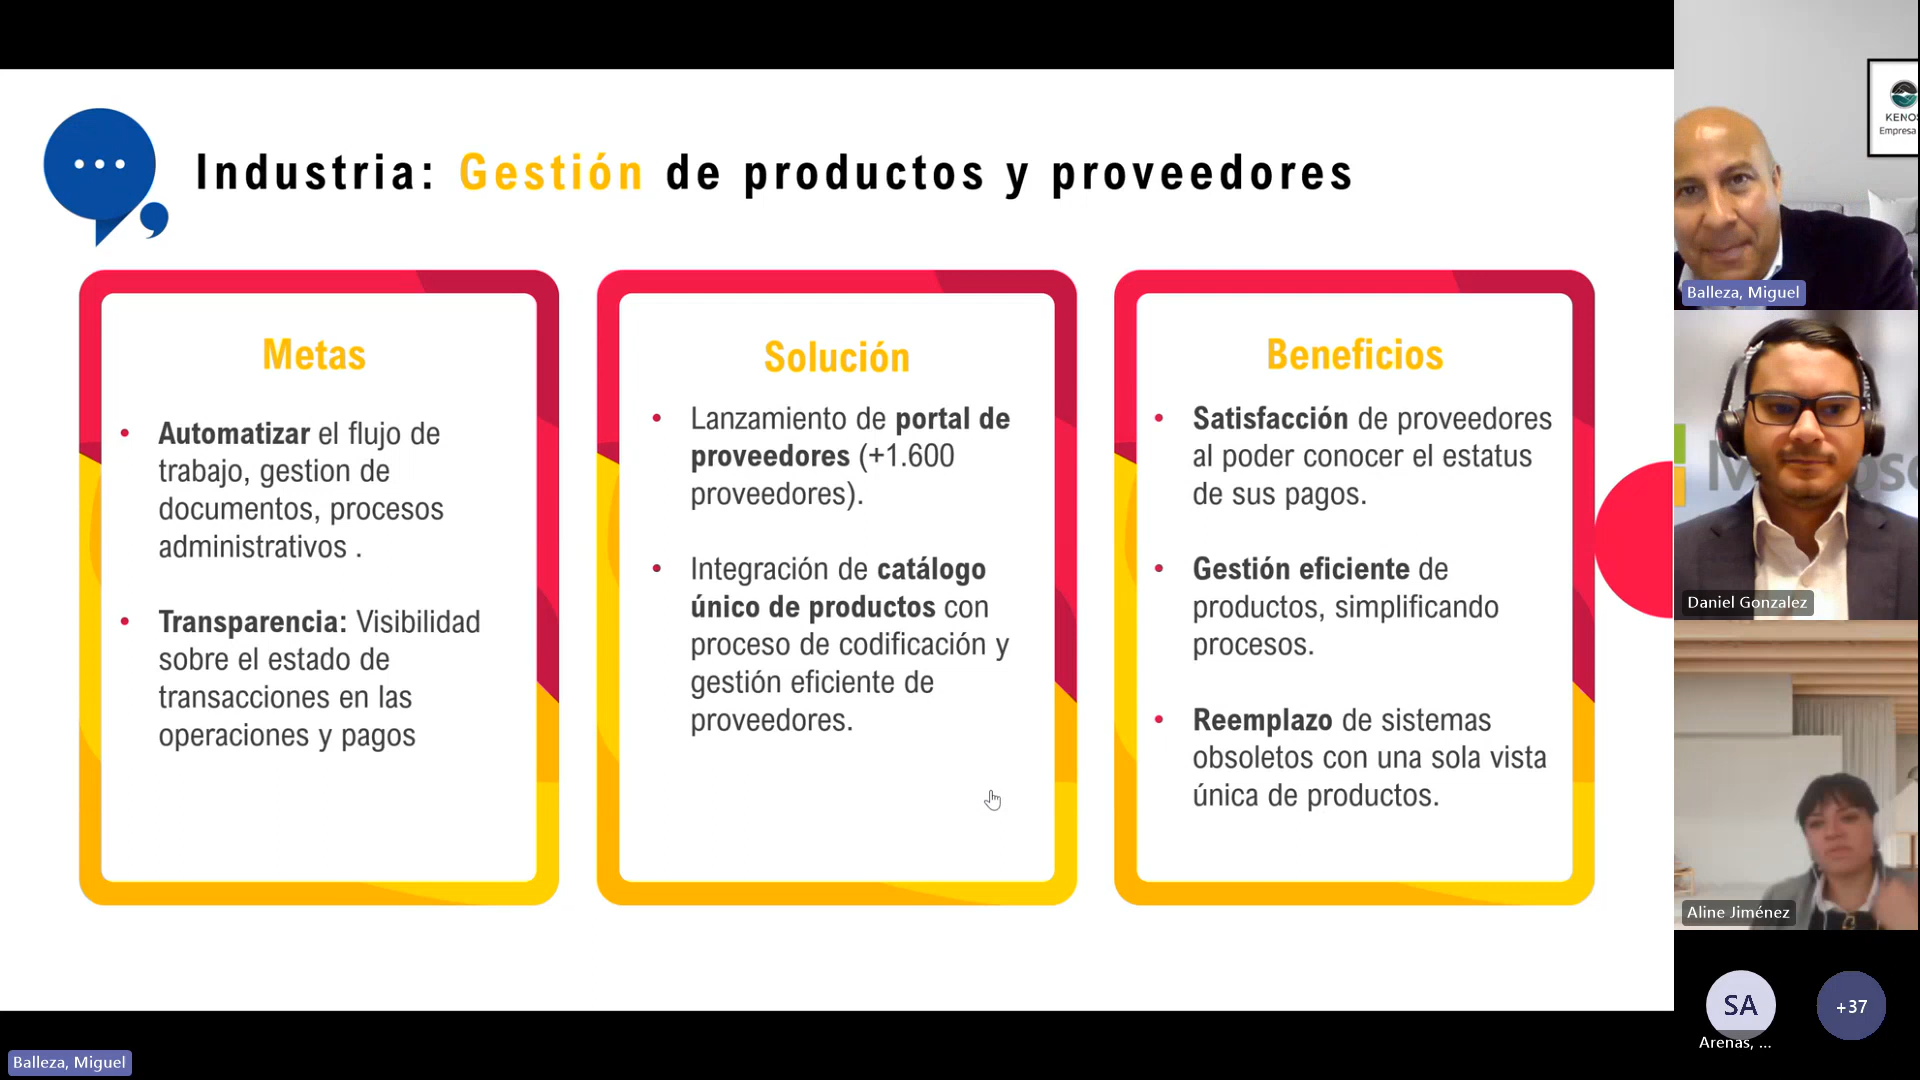 Industria: Gestión de productos y proveedores
Metas
• Automatizar el flujo de
trabajo, gestion de
documentos, procesos
administrativos .
• Transparencia: Visibilidad
sobre el estado de
transacciones en las
operaciones y pagos
Solución
• Lanzamiento de portal de
proveedores (+1.600
proveedores).
• Integración de catálogo
único de productos con
proceso de codificación y
gestión eficiente de
proveedores.
Beneficios
• Satisfacción de proveedores
al poder conocer el estatus
de sus pagos.
• Gestión eficiente de
productos, simplificando
procesos.
• Reemplazo de sistemas
obsoletos con una sola vista
única de productos.
KENO
Empresa
Balleza, Miguel
Daniel Gonzalez
Aline Jiménez
SA
Arenas, ...
+37
Balleza, Miguel